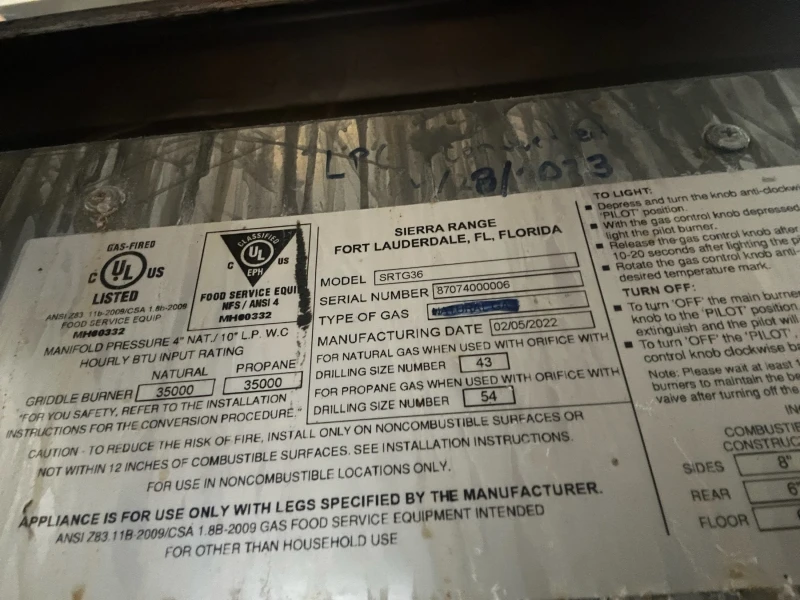 LPG Converted
8/2023
GAS-FIRED
C UL US
LISTED
ANSI Z83.11b-2009/CSA 1.8b-2009
FOOD SERVICE EQUIP
MH60332
CLASSIFIED
C UL US
EPH
FOOD SERVICE EQUI
NFS / ANSI 4
MH60332
MANIFOLD PRESSURE 4" NAT./ 10" L.P. W.C
HOURLY BTU INPUT RATING
NATURAL PROPANE
GRIDDLE BURNER 35000 35000
"FOR YOU SAFETY, REFER TO THE INSTALLATION
INSTRUCTIONS FOR THE CONVERSION PROCEDURE."
SIERRA RANGE
FORT LAUDERDALE, FL, FLORIDA
MODEL SRTG36
SERIAL NUMBER 87074000006
TYPE OF GAS
MANUFACTURING DATE 02/05/2022
FOR NATURAL GAS WHEN USED WITH ORIFICE WITH
DRILLING SIZE NUMBER 43
FOR PROPANE GAS WHEN USED WITH ORIFICE WITH
DRILLING SIZE NUMBER 54
CAUTION - TO REDUCE THE RISK OF FIRE, INSTALL ONLY ON NONCOMBUSTIBLE SURFACES OR
NOT WITHIN 12 INCHES OF COMBUSTIBLE SURFACES. SEE INSTALLATION INSTRUCTIONS.
FOR USE IN NONCOMBUSTIBLE LOCATIONS ONLY.
APPLIANCE IS FOR USE ONLY WITH LEGS SPECIFIED BY THE MANUFACTURER.
ANSI Z83.11B-2009/CSA 1.8B-2009 GAS FOOD SERVICE EQUIPMENT INTENDED
FOR OTHER THAN HOUSEHOLD USE
TO LIGHT:
Depress and turn the knob anti-clockw
'PILOT' position
With the gas control knob depressed
light the pilot burner.
Release the gas control knob after
10-20 seconds after lighting the p
Rotate the gas control knob anti-
desired temperature mark.
TURN OFF:
To turn 'OFF' the main burne
knob to the 'PILOT' position
extinguish and the pilot will
To turn 'OFF' the 'PILOT',
control knob clockwise ba
Note: Please wait at least
burners to maintain the be
valve after turning off the
IN
COMBUSTIB
CONSTRUC
SIDES 8"
REAR 6"
FLOOR